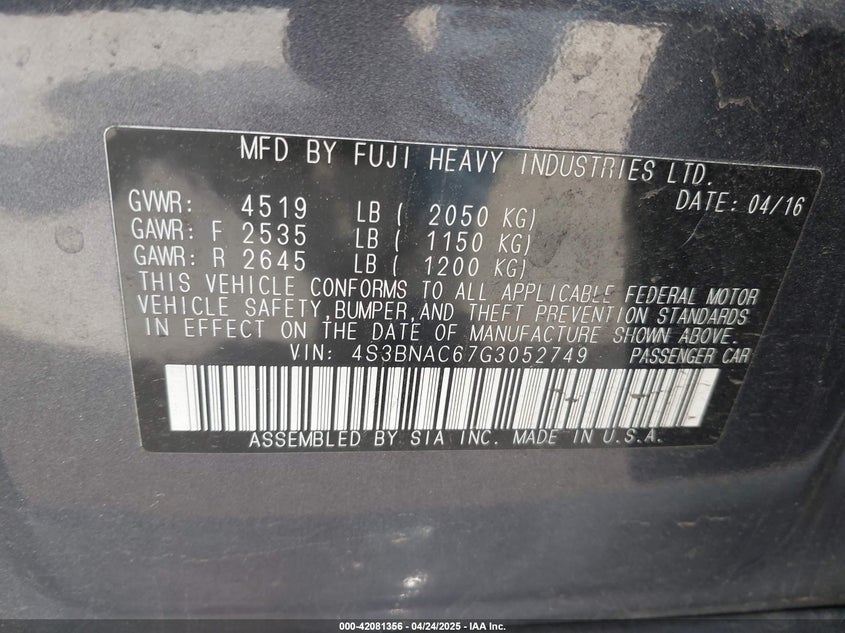 MFD BY FUJI HEAVY INDUSTRIES LTD.
DATE: 04/16
GVWR: 4519 LB ( 2050 KG)
GAWR: F 2535 LB ( 1150 KG)
GAWR: R 2645 LB ( 1200 KG)
THIS VEHICLE CONFORMS TO ALL APPLICABLE FEDERAL MOTOR
VEHICLE SAFETY,BUMPER,AND THEFT PREVENTION STANDARDS
IN EFFECT ON THE DATE OF MANUFACTURE SHOWN ABOVE.
VIN: 4S3BNAC67G3052749 PASSENGER CAR
ASSEMBLED BY SIA INC. MADE IN U.S.A.
000-42081356 - 04/24/2025 - IAA Inc.